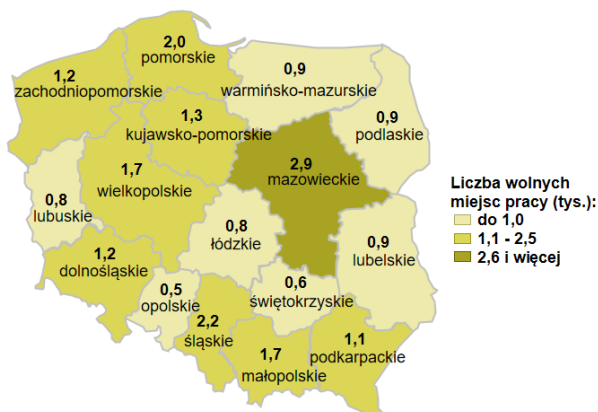 2,0
pomorskie
1,2
zachodniopomorskie
0,9
warmińsko-mazurskie
0,9
podlaskie
1,3
kujawsko-pomorskie
2,9
mazowieckie
1,7
wielkopolskie
0,8
lubuskie
0,8
łódzkie
0,9
lubelskie
1,2
dolnośląskie
0,5
opolskie
0,6
świętokrzyskie
2,2
śląskie
1,7
małopolskie
1,1
podkarpackie
Liczba wolnych
miejsc pracy (tys.):
do 1,0
1,1 - 2,5
2,6 i więcej